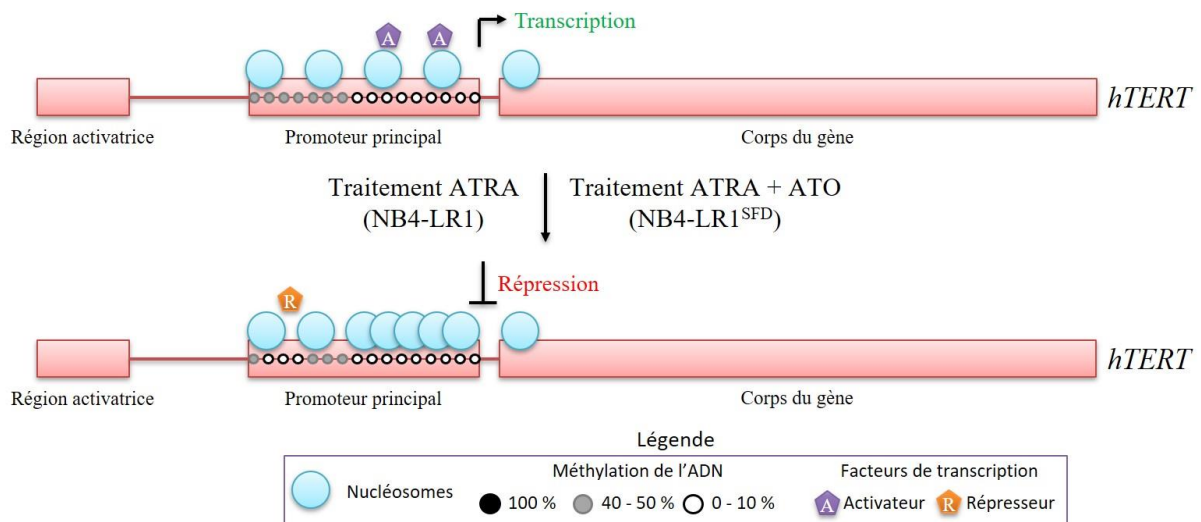 A A Transcription
hTERT
Région activatrice Promoteur principal Corps du gène
Traitement ATRA Traitement ATRA + ATO
(NB4-LR1) (NB4-LR1SFD)
Répression
R
hTERT
Région activatrice Promoteur principal Corps du gène
Légende
Méthylation de l'ADN Facteurs de transcription
Nucléosomes 100 % 40 - 50 % 0 - 10 % A Activateur R Répresseur